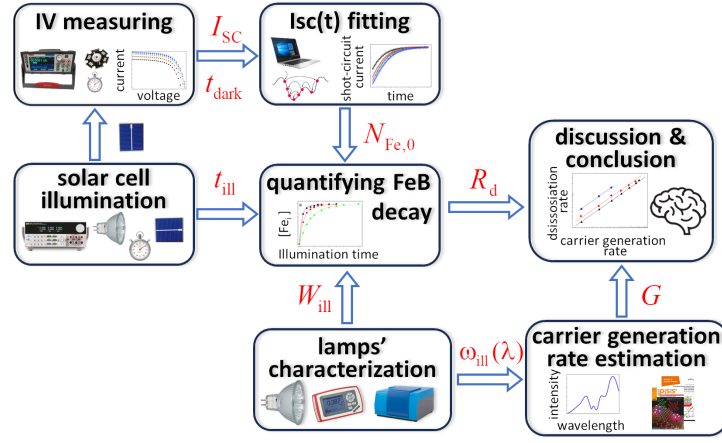 IV measuring
current
voltage
I_SC
t_dark
Isc(t) fitting
shot-circuit
current
time
N_Fe,0
solar cell
illumination
t_ill
quantifying FeB
decay
[Fe_i]
Illumination time
R_d
discussion &
conclusion
dsissosiation
rate
carrier generation
rate
W_ill
G
lamps'
characterization
ω_ill(λ)
carrier generation
rate estimation
intensity
wavelength